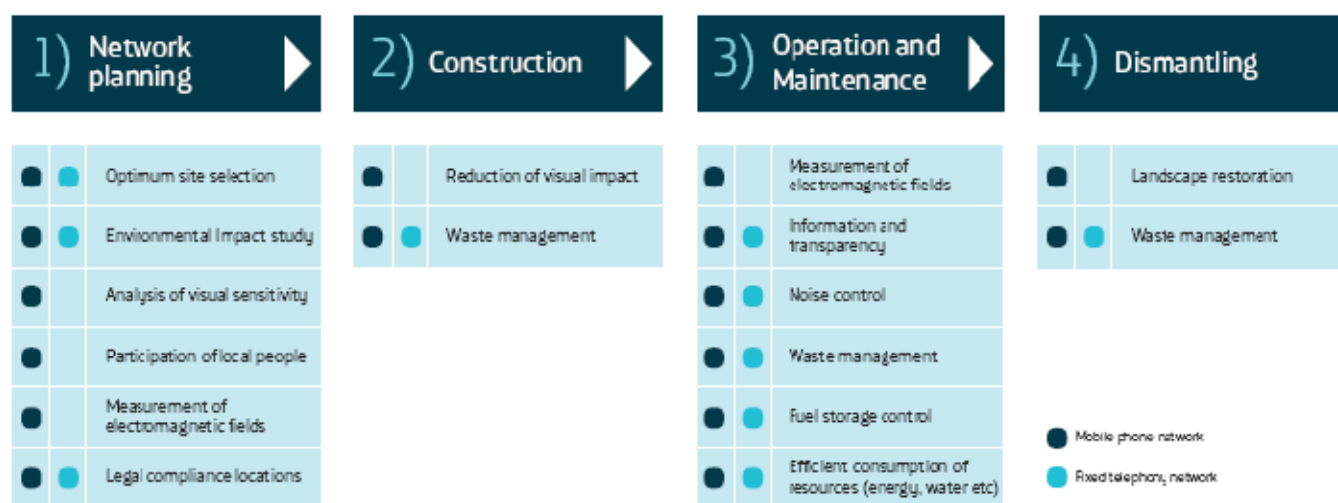 1) Network
planning
2) Construction
3) Operation and
Maintenance
4) Dismantling
Optimum site selection
Environmental Impact study
Analysis of visual sensitivity
Participation of local people
Measurement of
electromagnetic fields
Legal compliance locations
Reduction of visual impact
Waste management
Measurement of
electromagnetic fields
Information and
transparency
Noise control
Waste management
Fuel storage control
Efficient consumption of
resources (energy, water etc)
Landscape restoration
Waste management
Mobile phone network
Fixed telephony network